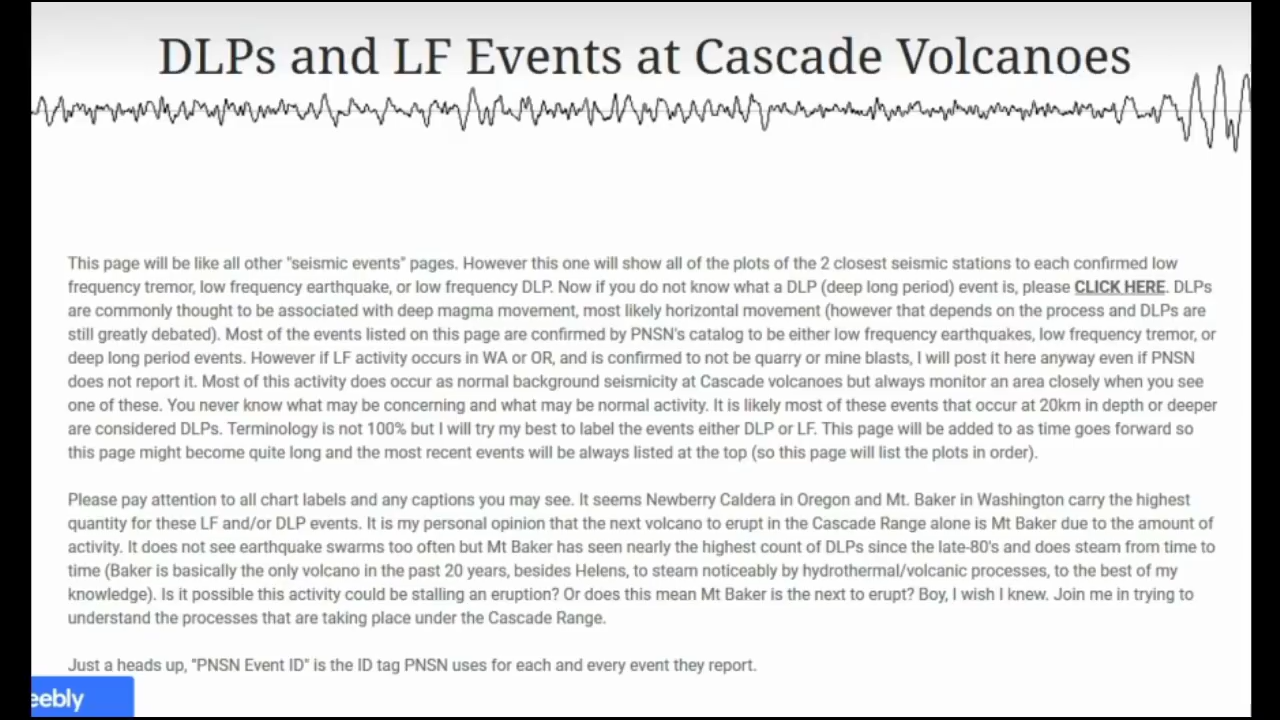 DLPs and LF Events at Cascade Volcanoes
This page will be like all other "seismic events" pages. However this one will show all of the plots of the 2 closest seismic stations to each confirmed low
frequency tremor, low frequency earthquake, or low frequency DLP. Now if you do not know what a DLP (deep long period) event is, please CLICK HERE. DLPs
are commonly thought to be associated with deep magma movement, most likely horizontal movement (however that depends on the process and DLPs are
still greatly debated). Most of the events listed on this page are confirmed by PNSN's catalog to be either low frequency earthquakes, low frequency tremor, or
deep long period events. However if LF activity occurs in WA or OR, and is confirmed to not be quarry or mine blasts, I will post it here anyway even if PNSN
does not report it. Most of this activity does occur as normal background seismicity at Cascade volcanoes but always monitor an area closely when you see
one of these. You never know what may be concerning and what may be normal activity. It is likely most of these events that occur at 20km in depth or deeper
are considered DLPs. Terminology is not 100% but I will try my best to label the events either DLP or LF. This page will be added to as time goes forward so
this page might become quite long and the most recent events will be always listed at the top (so this page will list the plots in order).
Please pay attention to all chart labels and any captions you may see. It seems Newberry Caldera in Oregon and Mt. Baker in Washington carry the highest
quantity for these LF and/or DLP events. It is my personal opinion that the next volcano to erupt in the Cascade Range alone is Mt Baker due to the amount of
activity. It does not see earthquake swarms too often but Mt Baker has seen nearly the highest count of DLPs since the late-80's and does steam from time to
time (Baker is basically the only volcano in the past 20 years, besides Helens, to steam noticeably by hydrothermal/volcanic processes, to the best of my
knowledge). Is it possible this activity could be stalling an eruption? Or does this mean Mt Baker is the next to erupt? Boy, I wish I knew. Join me in trying to
understand the processes that are taking place under the Cascade Range.
Just a heads up, "PNSN Event ID" is the ID tag PNSN uses for each and every event they report.
eebly